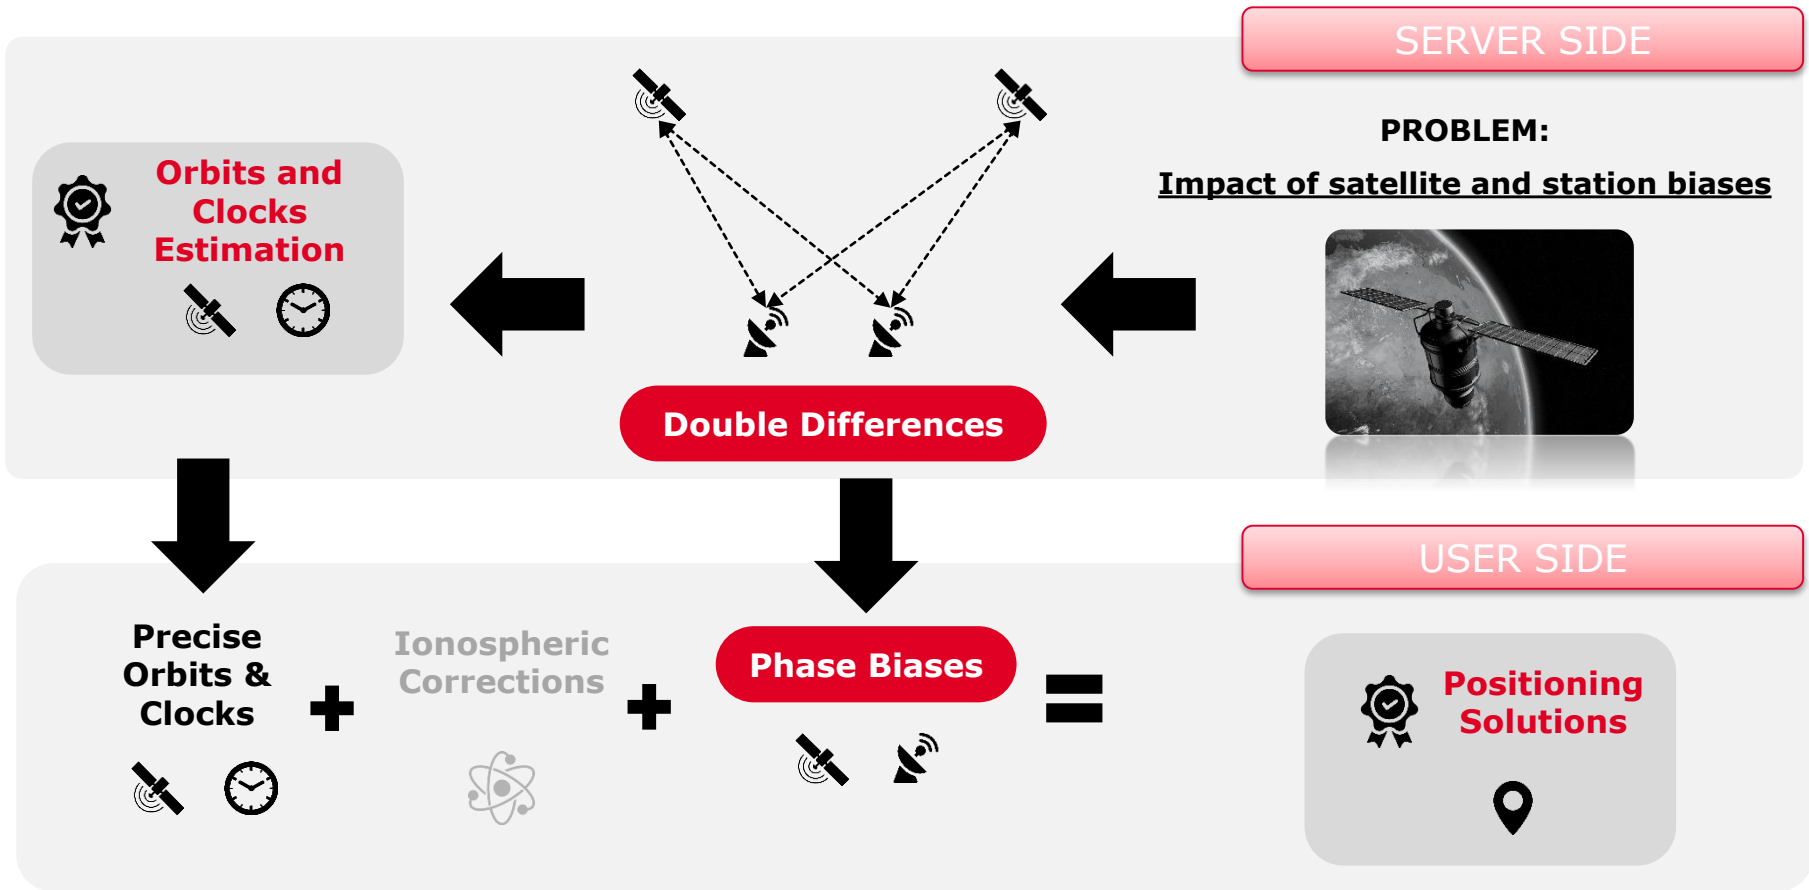 SERVER SIDE
PROBLEM:
Impact of satellite and station biases
Orbits and
Clocks
Estimation
Double Differences
USER SIDE
Precise
Orbits &
Clocks
Ionospheric
Corrections
Phase Biases
Positioning
Solutions